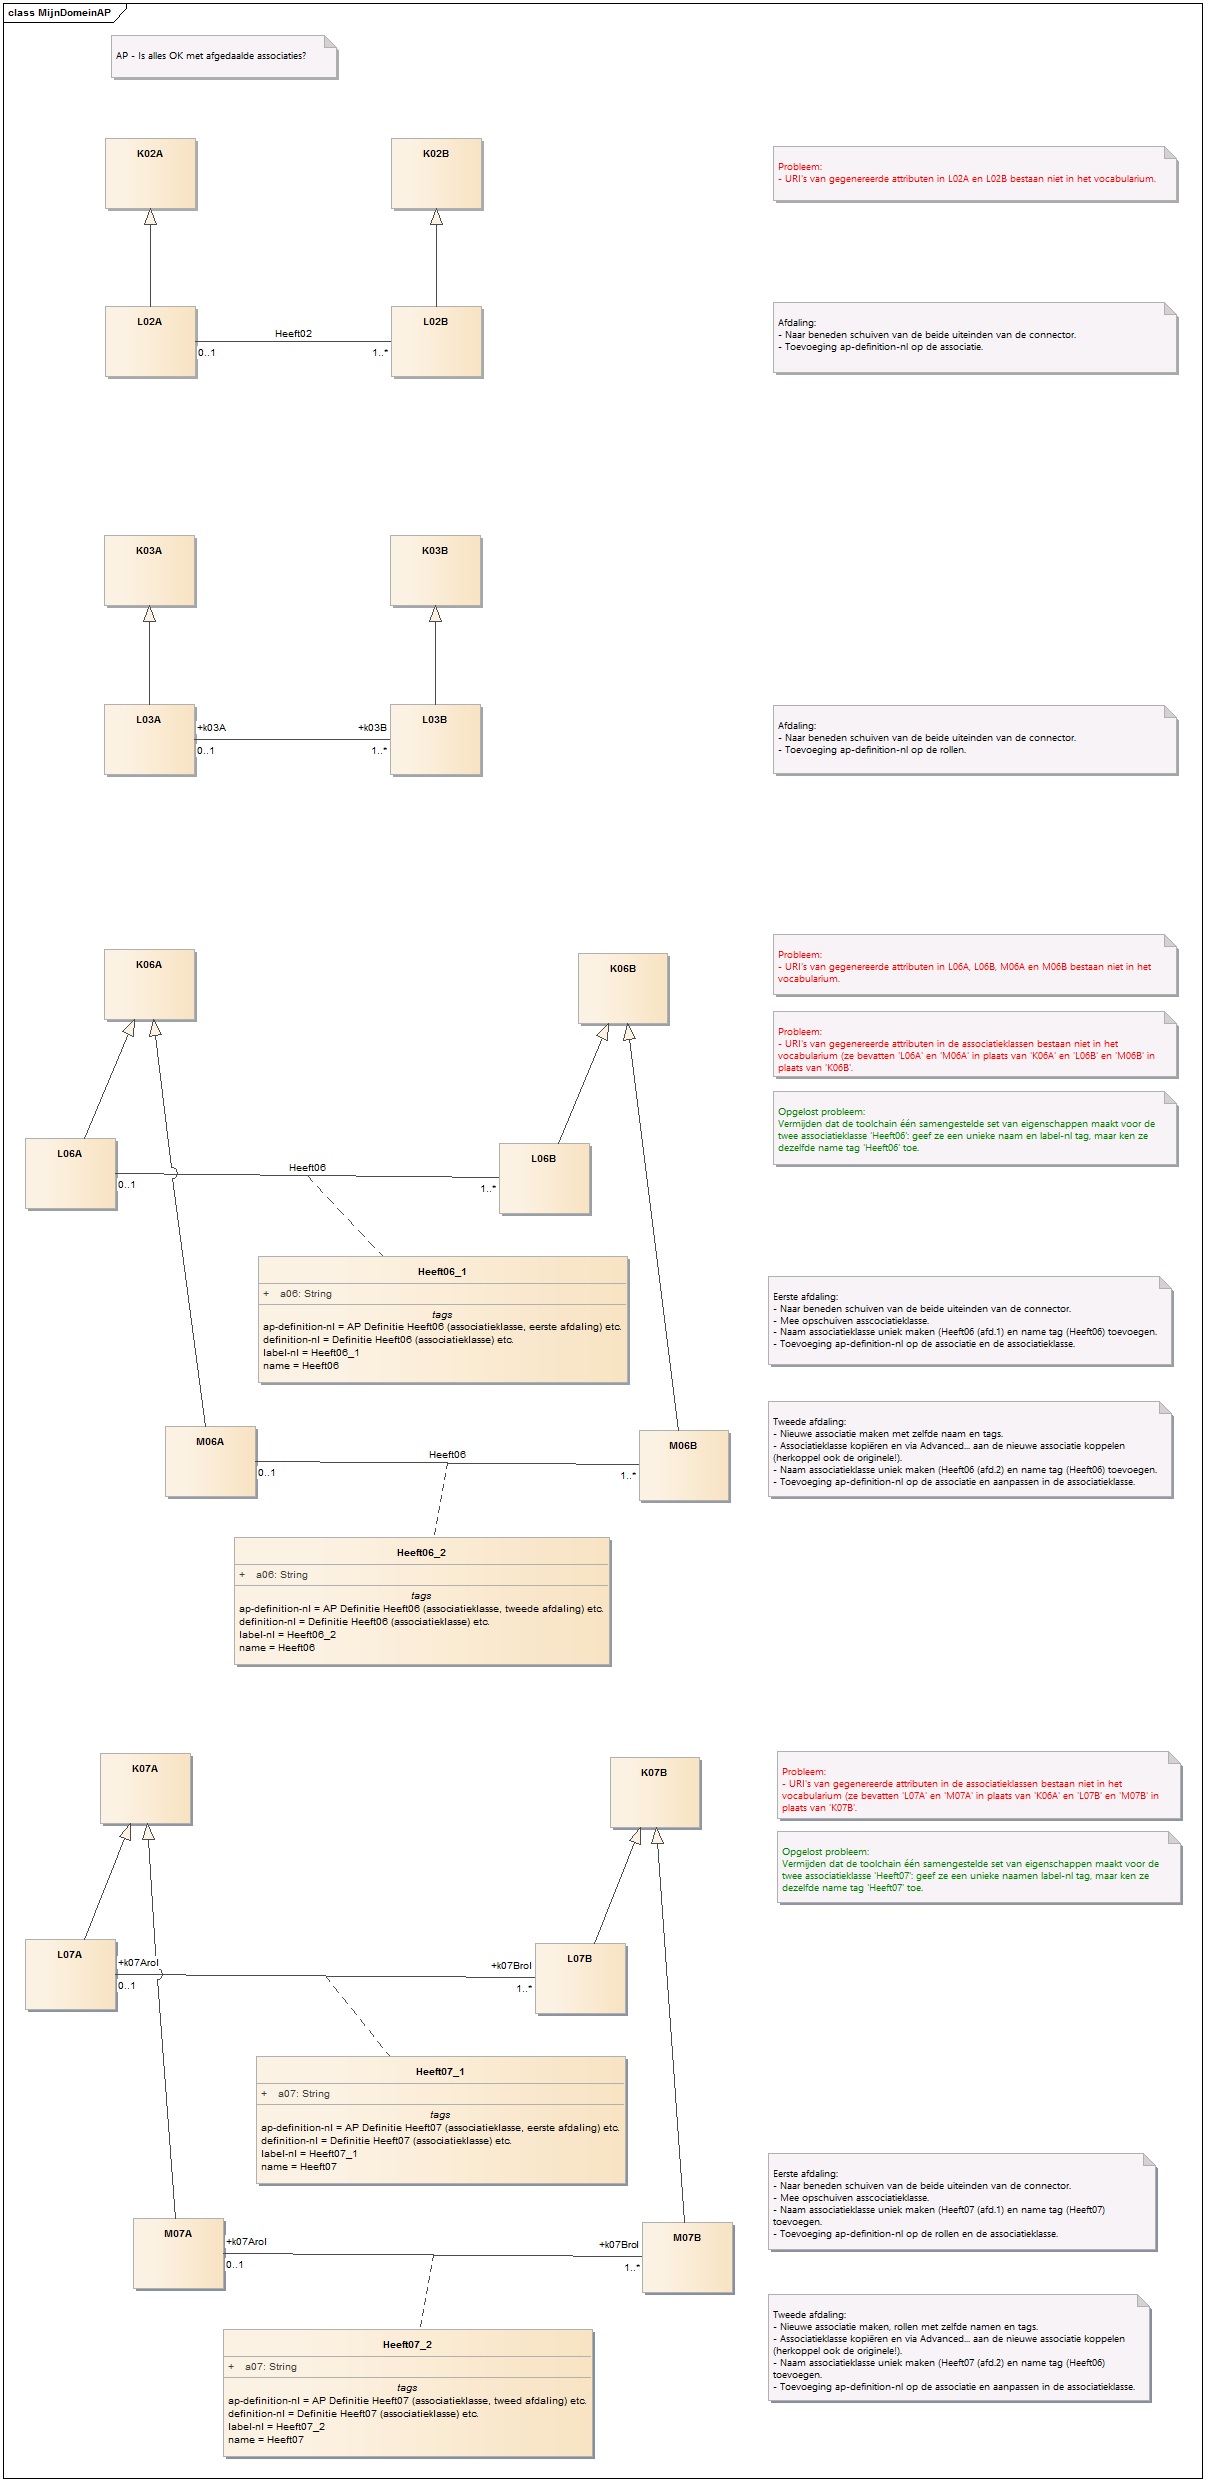 class MijnDomeinAP
AP - Is alles OK met afgedaalde associaties?
K02A
K02B
Probleem:
- URI's van gegenereerde attributen in L02A en L02B bestaan niet in het vocabularium.
L02A
Heeft02
L02B
0..1
1..*
Afdaling:
- Naar beneden schuiven van de beide uiteinden van de connector.
- Toevoeging ap-definition-nl op de associatie.
K03A
K03B
L03A
+k03A
+k03B
L03B
0..1
1..*
Afdaling:
- Naar beneden schuiven van de beide uiteinden van de connector.
- Toevoeging ap-definition-nl op de rollen.
K06A
K06B
Probleem:
- URI's van gegenereerde attributen in L06A, L06B, M06A en M06B bestaan niet in het
vocabularium.
Probleem:
- URI's van gegenereerde attributen in de associatieklassen bestaan niet in het
vocabularium (ze bevatten 'L06A' en 'M06A' in plaats van 'K06A' en 'L06B' en 'M06B' in
plaats van 'K06B'.
Opgelost probleem:
Vermijden dat de toolchain één samengestelde set van eigenschappen maakt voor de
twee associatieklasse 'Heeft06': geef ze een unieke naam en label-nl tag, maar ken ze
dezelfde name tag 'Heeft06' toe.
L06A
Heeft06
L06B
0..1
1..*
Heeft06_1
+ a06: String
tags
ap-definition-nl = AP Definitie Heeft06 (associatieklasse, eerste afdaling) etc.
definition-nl = Definitie Heeft06 (associatieklasse) etc.
label-nl = Heeft06_1
name = Heeft06
Eerste afdaling:
- Naar beneden schuiven van de beide uiteinden van de connector.
- Mee opschuiven asscociatieklasse.
- Naam associatieklasse uniek maken (Heeft06 (afd.1) en name tag (Heeft06) toevoegen.
- Toevoeging ap-definition-nl op de associatie en de associatieklasse.
M06A
Heeft06
M06B
0..1
1..*
Tweede afdaling:
- Nieuwe associatie maken met zelfde naam en tags.
- Associatieklasse kopiëren en via Advanced... aan de nieuwe associatie koppelen
(herkoppel ook de originele!).
- Naam associatieklasse uniek maken (Heeft06 (afd.2) en name tag (Heeft06) toevoegen.
- Toevoeging ap-definition-nl op de associatie en aanpassen in de associatieklasse.
Heeft06_2
+ a06: String
tags
ap-definition-nl = AP Definitie Heeft06 (associatieklasse, tweede afdaling) etc.
definition-nl = Definitie Heeft06 (associatieklasse) etc.
label-nl = Heeft06_2
name = Heeft06
K07A
K07B
Probleem:
- URI's van gegenereerde attributen in de associatieklassen bestaan niet in het
vocabularium (ze bevatten 'L07A' en 'M07A' in plaats van 'K06A' en 'L07B' en 'M07B' in
plaats van 'K07B'.
Opgelost probleem:
Vermijden dat de toolchain één samengestelde set van eigenschappen maakt voor de
twee associatieklasse 'Heeft07': geef ze een unieke naamen label-nl tag, maar ken ze
dezelfde name tag 'Heeft07' toe.
L07A
+k07Arol
+k07Brol
L07B
0..1
1..*
Heeft07_1
+ a07: String
tags
ap-definition-nl = AP Definitie Heeft07 (associatieklasse, eerste afdaling) etc.
definition-nl = Definitie Heeft07 (associatieklasse) etc.
label-nl = Heeft07_1
name = Heeft07
Eerste afdaling:
- Naar beneden schuiven van de beide uiteinden van de connector.
- Mee opschuiven asscociatieklasse.
- Naam associatieklasse uniek maken (Heeft07 (afd.1) en name tag (Heeft07)
toevoegen.
- Toevoeging ap-definition-nl op de rollen en de associatieklasse.
M07A
+k07Arol
+k07Brol
M07B
0..1
1..*
Tweede afdaling:
- Nieuwe associatie maken, rollen met zelfde namen en tags.
- Associatieklasse kopiëren en via Advanced... aan de nieuwe associatie koppelen
(herkoppel ook de originele!).
- Naam associatieklasse uniek maken (Heeft07 (afd.2) en name tag (Heeft06)
toevoegen.
- Toevoeging ap-definition-nl op de associatie en aanpassen in de associatieklasse.
Heeft07_2
+ a07: String
tags
ap-definition-nl = AP Definitie Heeft07 (associatieklasse, tweed afdaling) etc.
definition-nl = Definitie Heeft07 (associatieklasse) etc.
label-nl = Heeft07_2
name = Heeft07